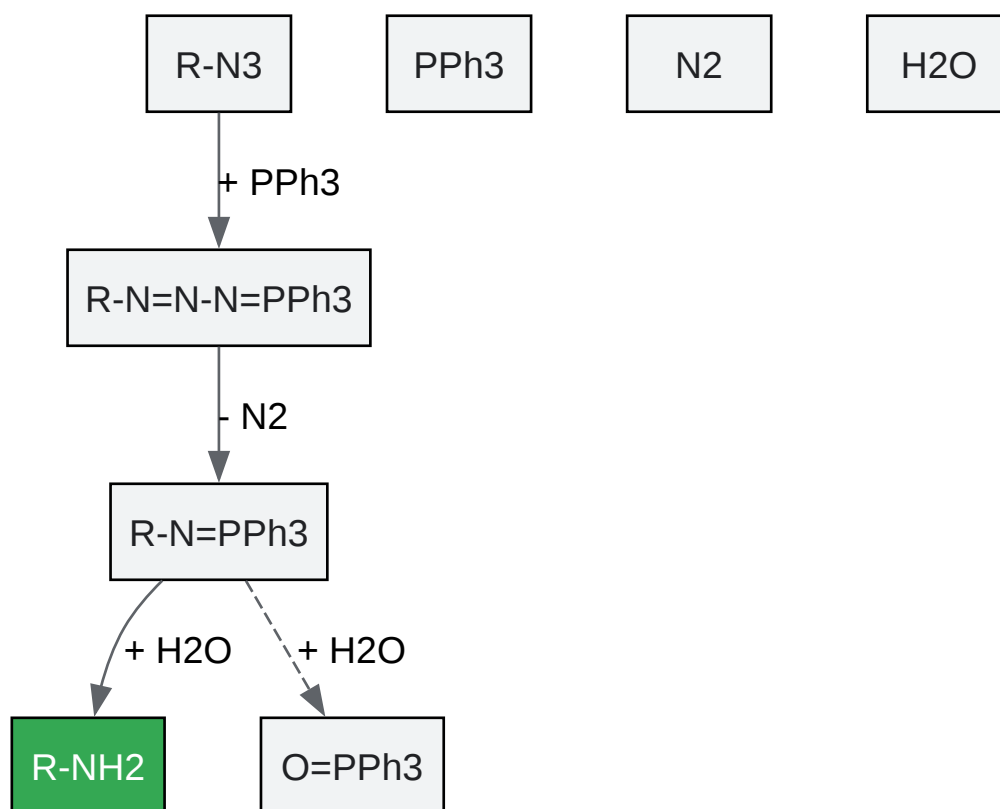 R-N3
PPh3
N2
H2O
+ PPh3
R-N=N-N=PPh3
- N2
R-N=PPh3
+ H2O
+ H2O
R-NH2
O=PPh3